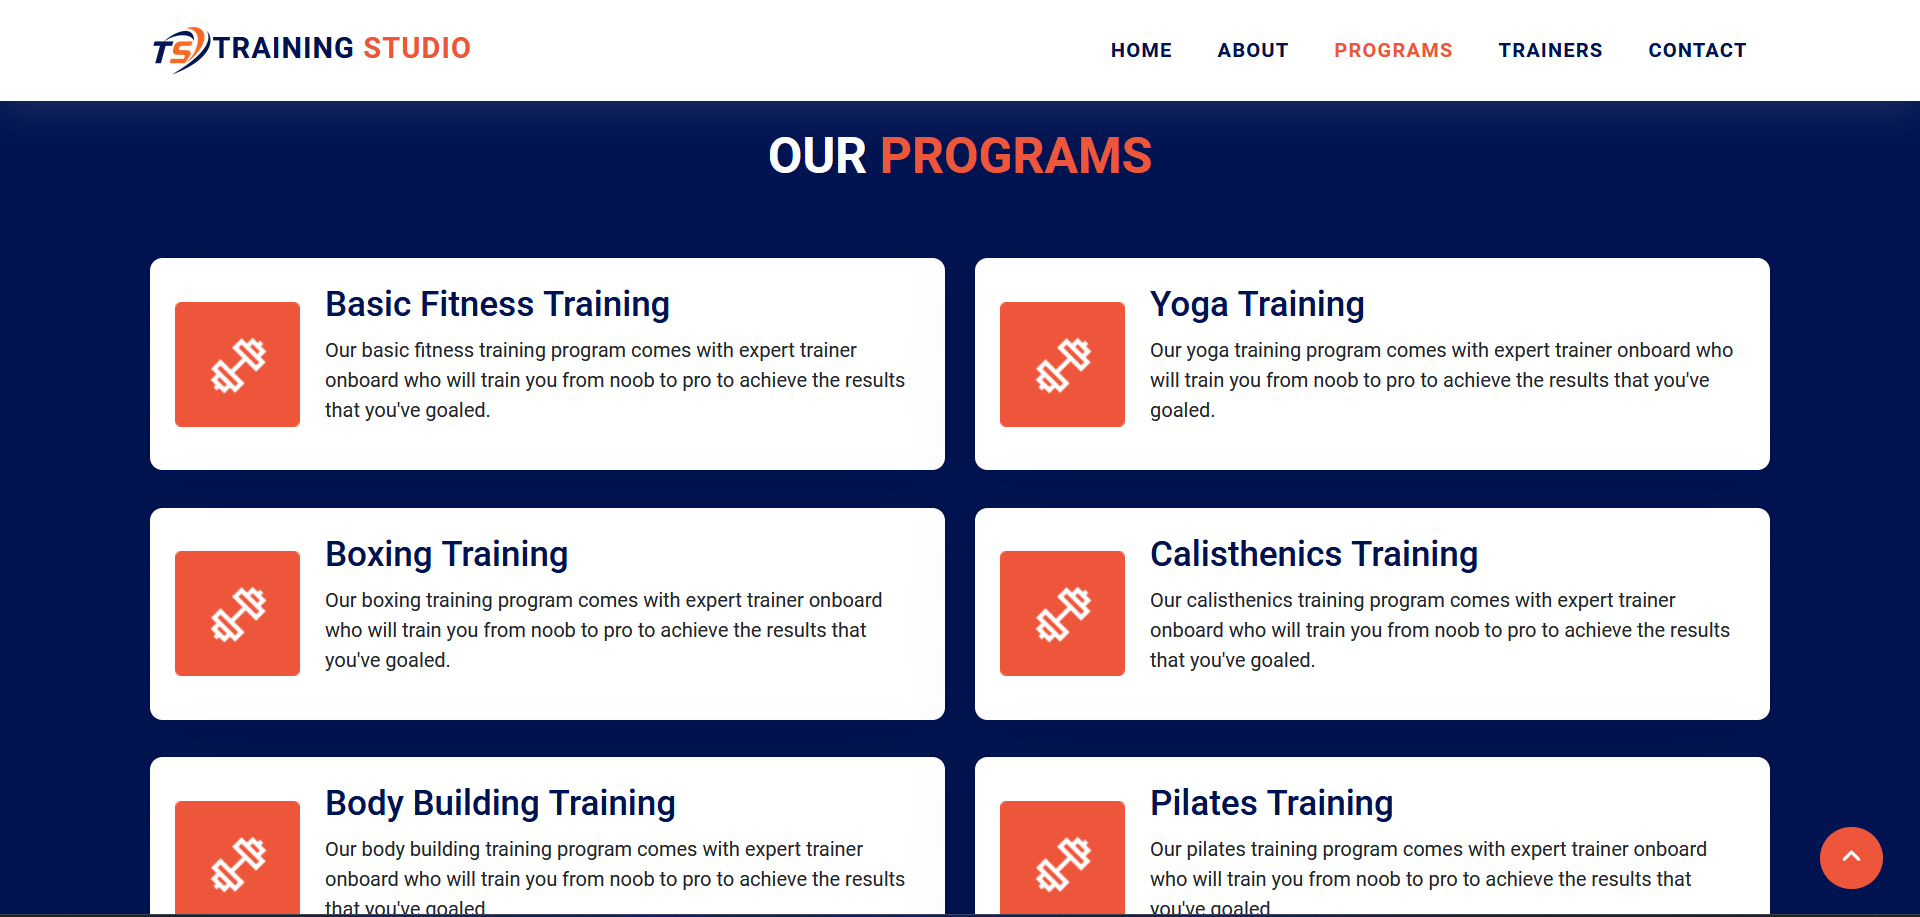 TS TRAINING STUDIO
HOME ABOUT PROGRAMS TRAINERS CONTACT
OUR PROGRAMS
Basic Fitness Training
Our basic fitness training program comes with expert trainer
onboard who will train you from noob to pro to achieve the results
that you've goaled.
Yoga Training
Our yoga training program comes with expert trainer onboard who
will train you from noob to pro to achieve the results that you've
goaled.
Boxing Training
Our boxing training program comes with expert trainer onboard
who will train you from noob to pro to achieve the results that
you've goaled.
Calisthenics Training
Our calisthenics training program comes with expert trainer
onboard who will train you from noob to pro to achieve the results
that you've goaled.
Body Building Training
Our body building training program comes with expert trainer
onboard who will train you from noob to pro to achieve the results
that you've goaled
Pilates Training
Our pilates training program comes with expert trainer onboard
who will train you from noob to pro to achieve the results that
you've goaled